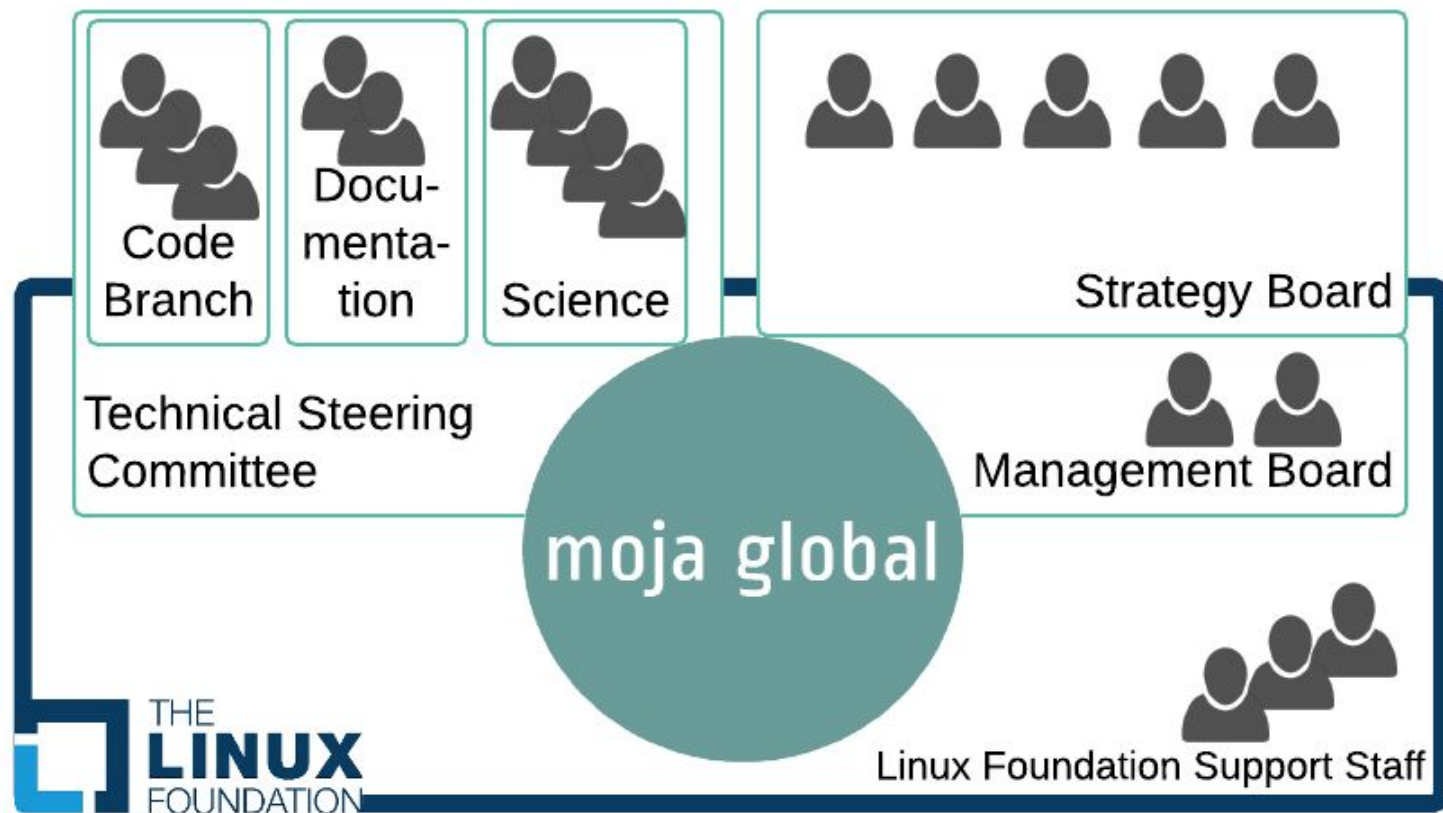 Code
Branch
Docu-
menta-
tion
Science
Technical Steering
Committee
Strategy Board
Management Board
moja global
Linux Foundation Support Staff
THE
LINUX
FOUNDATION